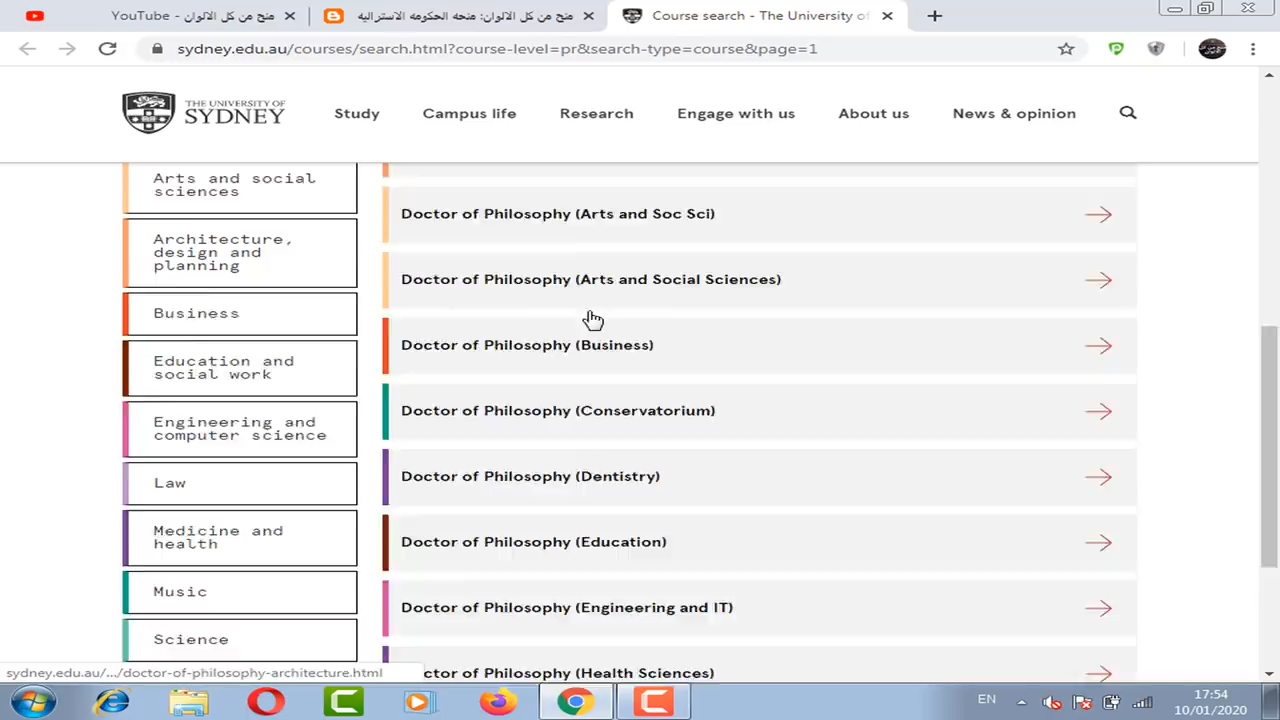 منح من كل الالوان - YouTube
منح من كل الالوان: منحه الحكومه الاستراليه
Course search - The University of
sydney.edu.au/courses/search.html?course-level=pr&search-type=course&page=1
THE UNIVERSITY OF
SYDNEY
Study
Campus life
Research
Engage with us
About us
News & opinion
Arts and social
sciences
Architecture,
design and
planning
Business
Education and
social work
Engineering and
computer science
Law
Medicine and
health
Music
Science
Doctor of Philosophy (Arts and Soc Sci)
Doctor of Philosophy (Arts and Social Sciences)
Doctor of Philosophy (Business)
Doctor of Philosophy (Conservatorium)
Doctor of Philosophy (Dentistry)
Doctor of Philosophy (Education)
Doctor of Philosophy (Engineering and IT)
ctor of Philosophy (Health Sciences)
sydney.edu.au/.../doctor-of-philosophy-architecture.html
EN
17:54
10/01/2020